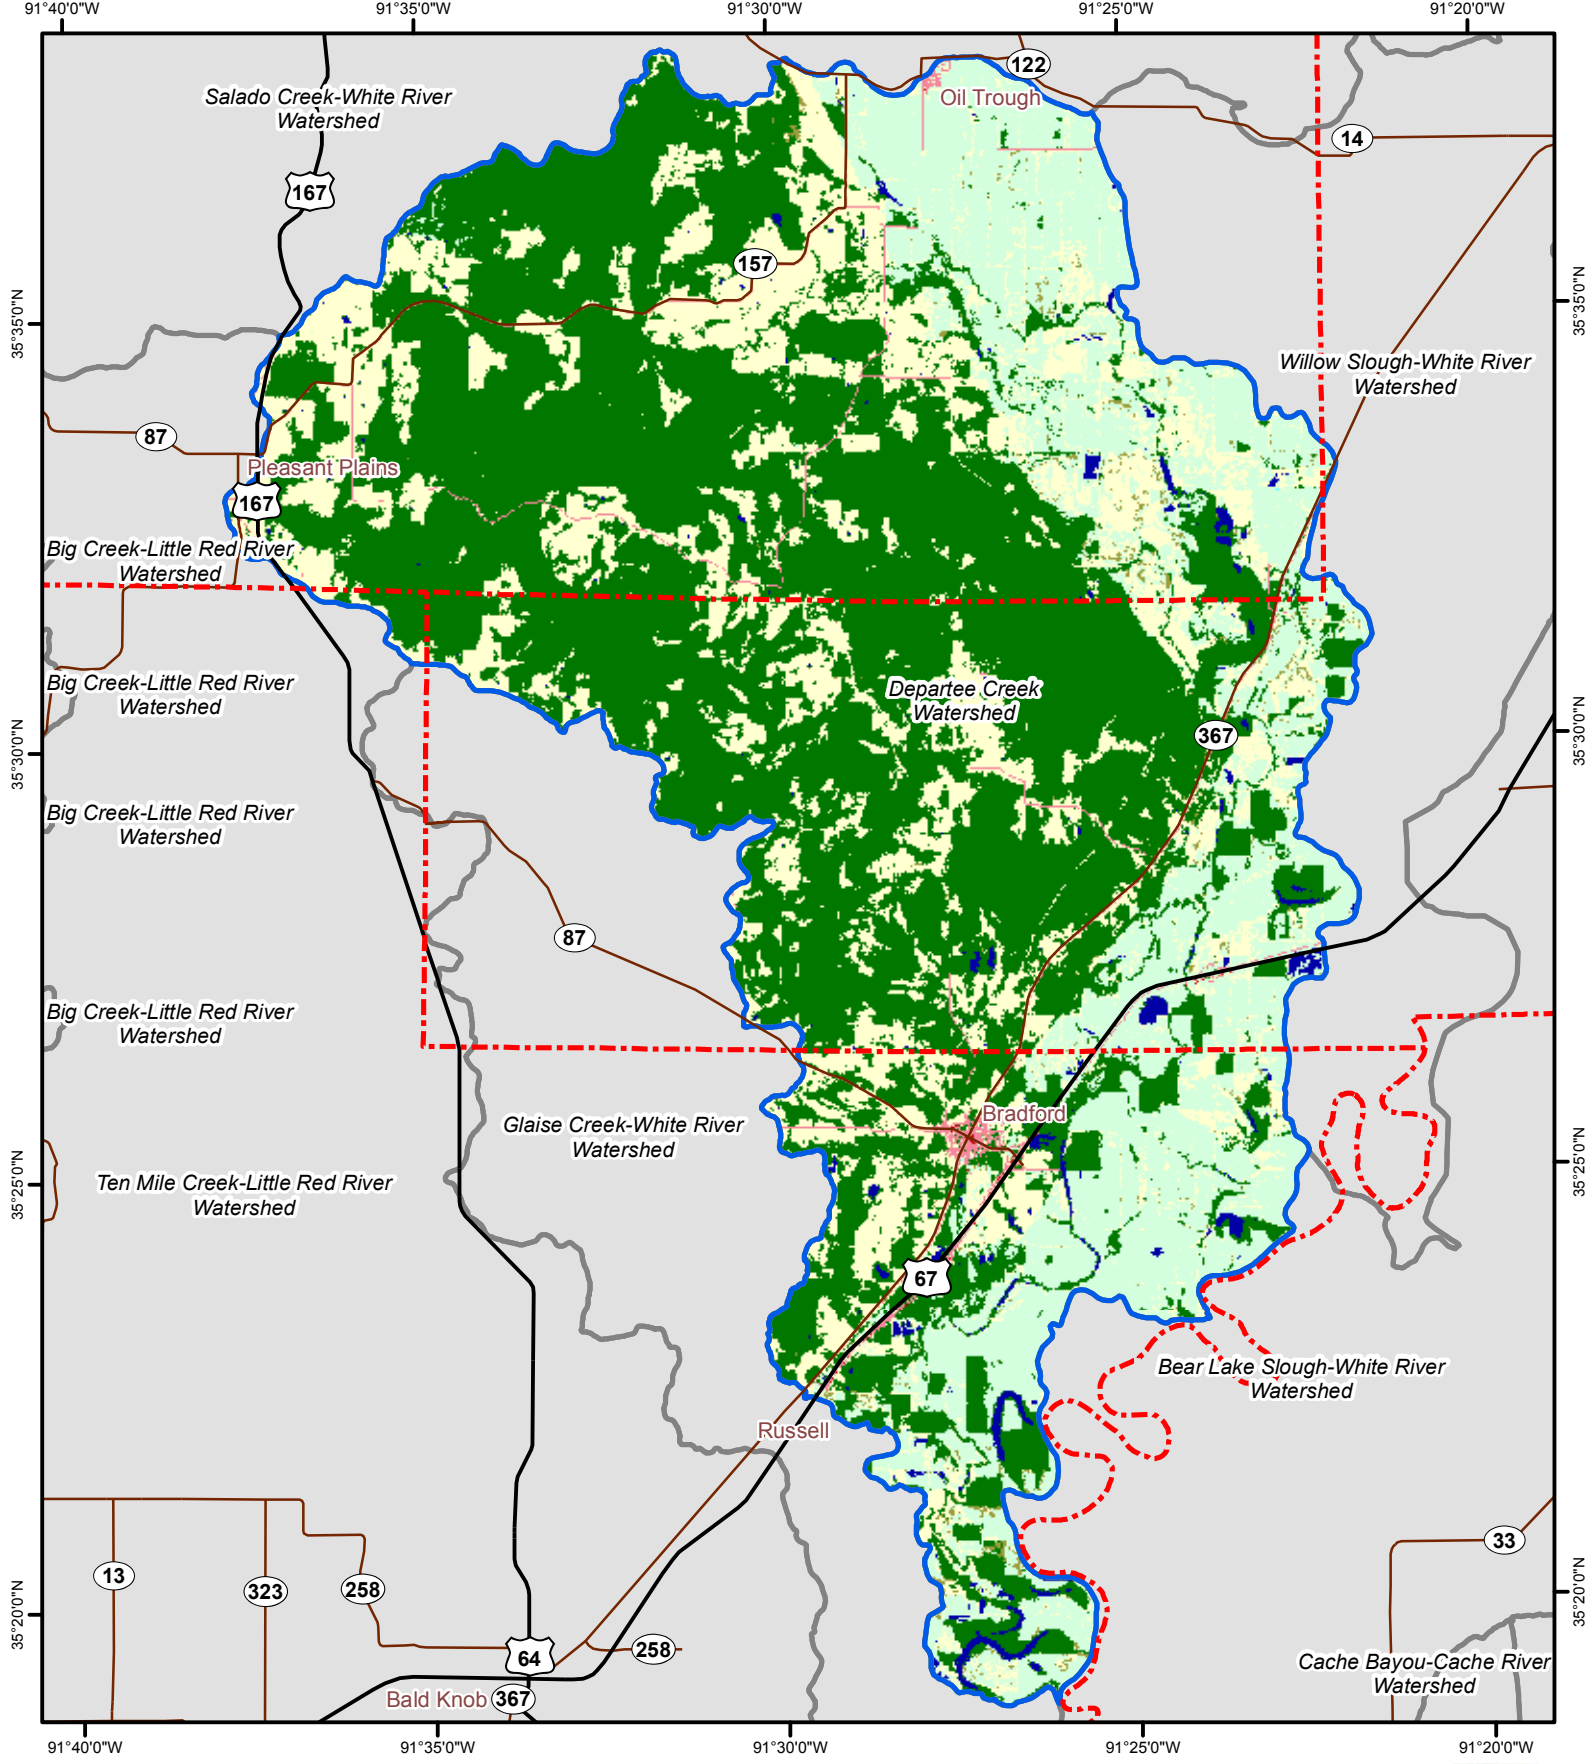 91°40'0"W
91°35'0"W
91°30'0"W
91°25'0"W
91°20'0"W
122
Salado Creek-White River
Watershed
Oil Trough
14
167
157
35°35'0"N
35°35'0"N
Willow Slough-White River
Watershed
87
Pleasant Plains
167
Big Creek-Little Red River
Watershed
Big Creek-Little Red River
Watershed
Departee Creek
Watershed
367
35°30'0"N
35°30'0"N
Big Creek-Little Red River
Watershed
87
Big Creek-Little Red River
Watershed
Bradford
Glaise Creek-White River
Watershed
35°25'0"N
35°25'0"N
Ten Mile Creek-Little Red River
Watershed
67
Bear Lake Slough-White River
Watershed
Russell
33
13
323
258
35°20'0"N
35°20'0"N
64
258
Cache Bayou-Cache River
Watershed
Bald Knob
367
91°40'0"W
91°35'0"W
91°30'0"W
91°25'0"W
91°20'0"W